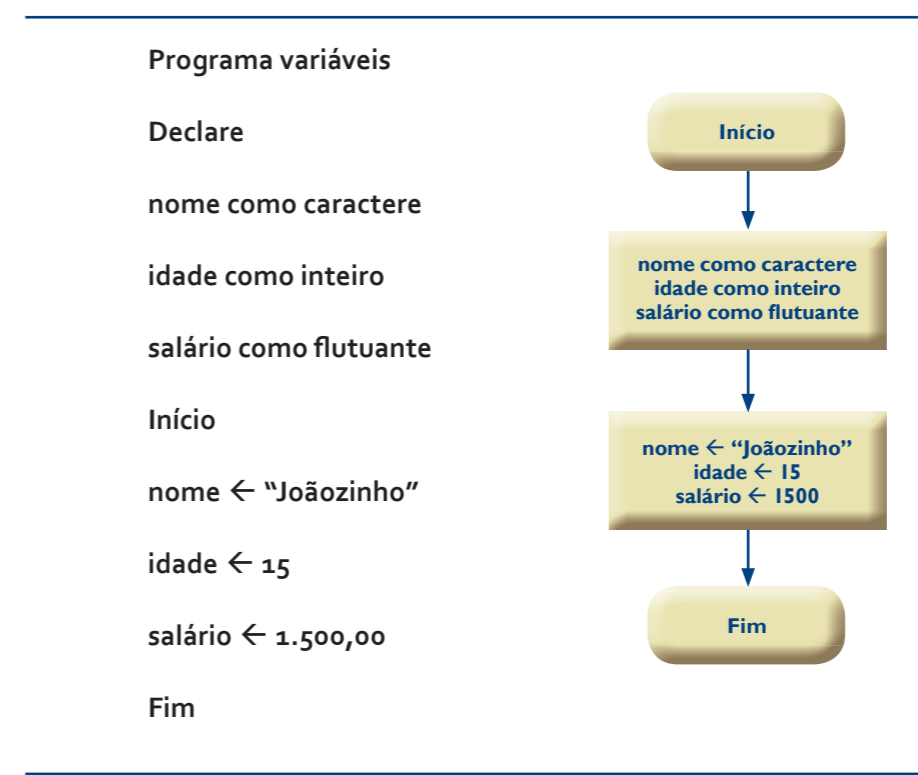 Programa variáveis
Declare
nome como caractere
idade como inteiro
salário como flutuante
Início
nome ← “Joãozinho”
idade ← 15
salário ← 1.500,00
Fim
Início
nome como caractere
idade como inteiro
salário como flutuante
nome ← “Joãozinho”
idade ← 15
salário ← 1500
Fim